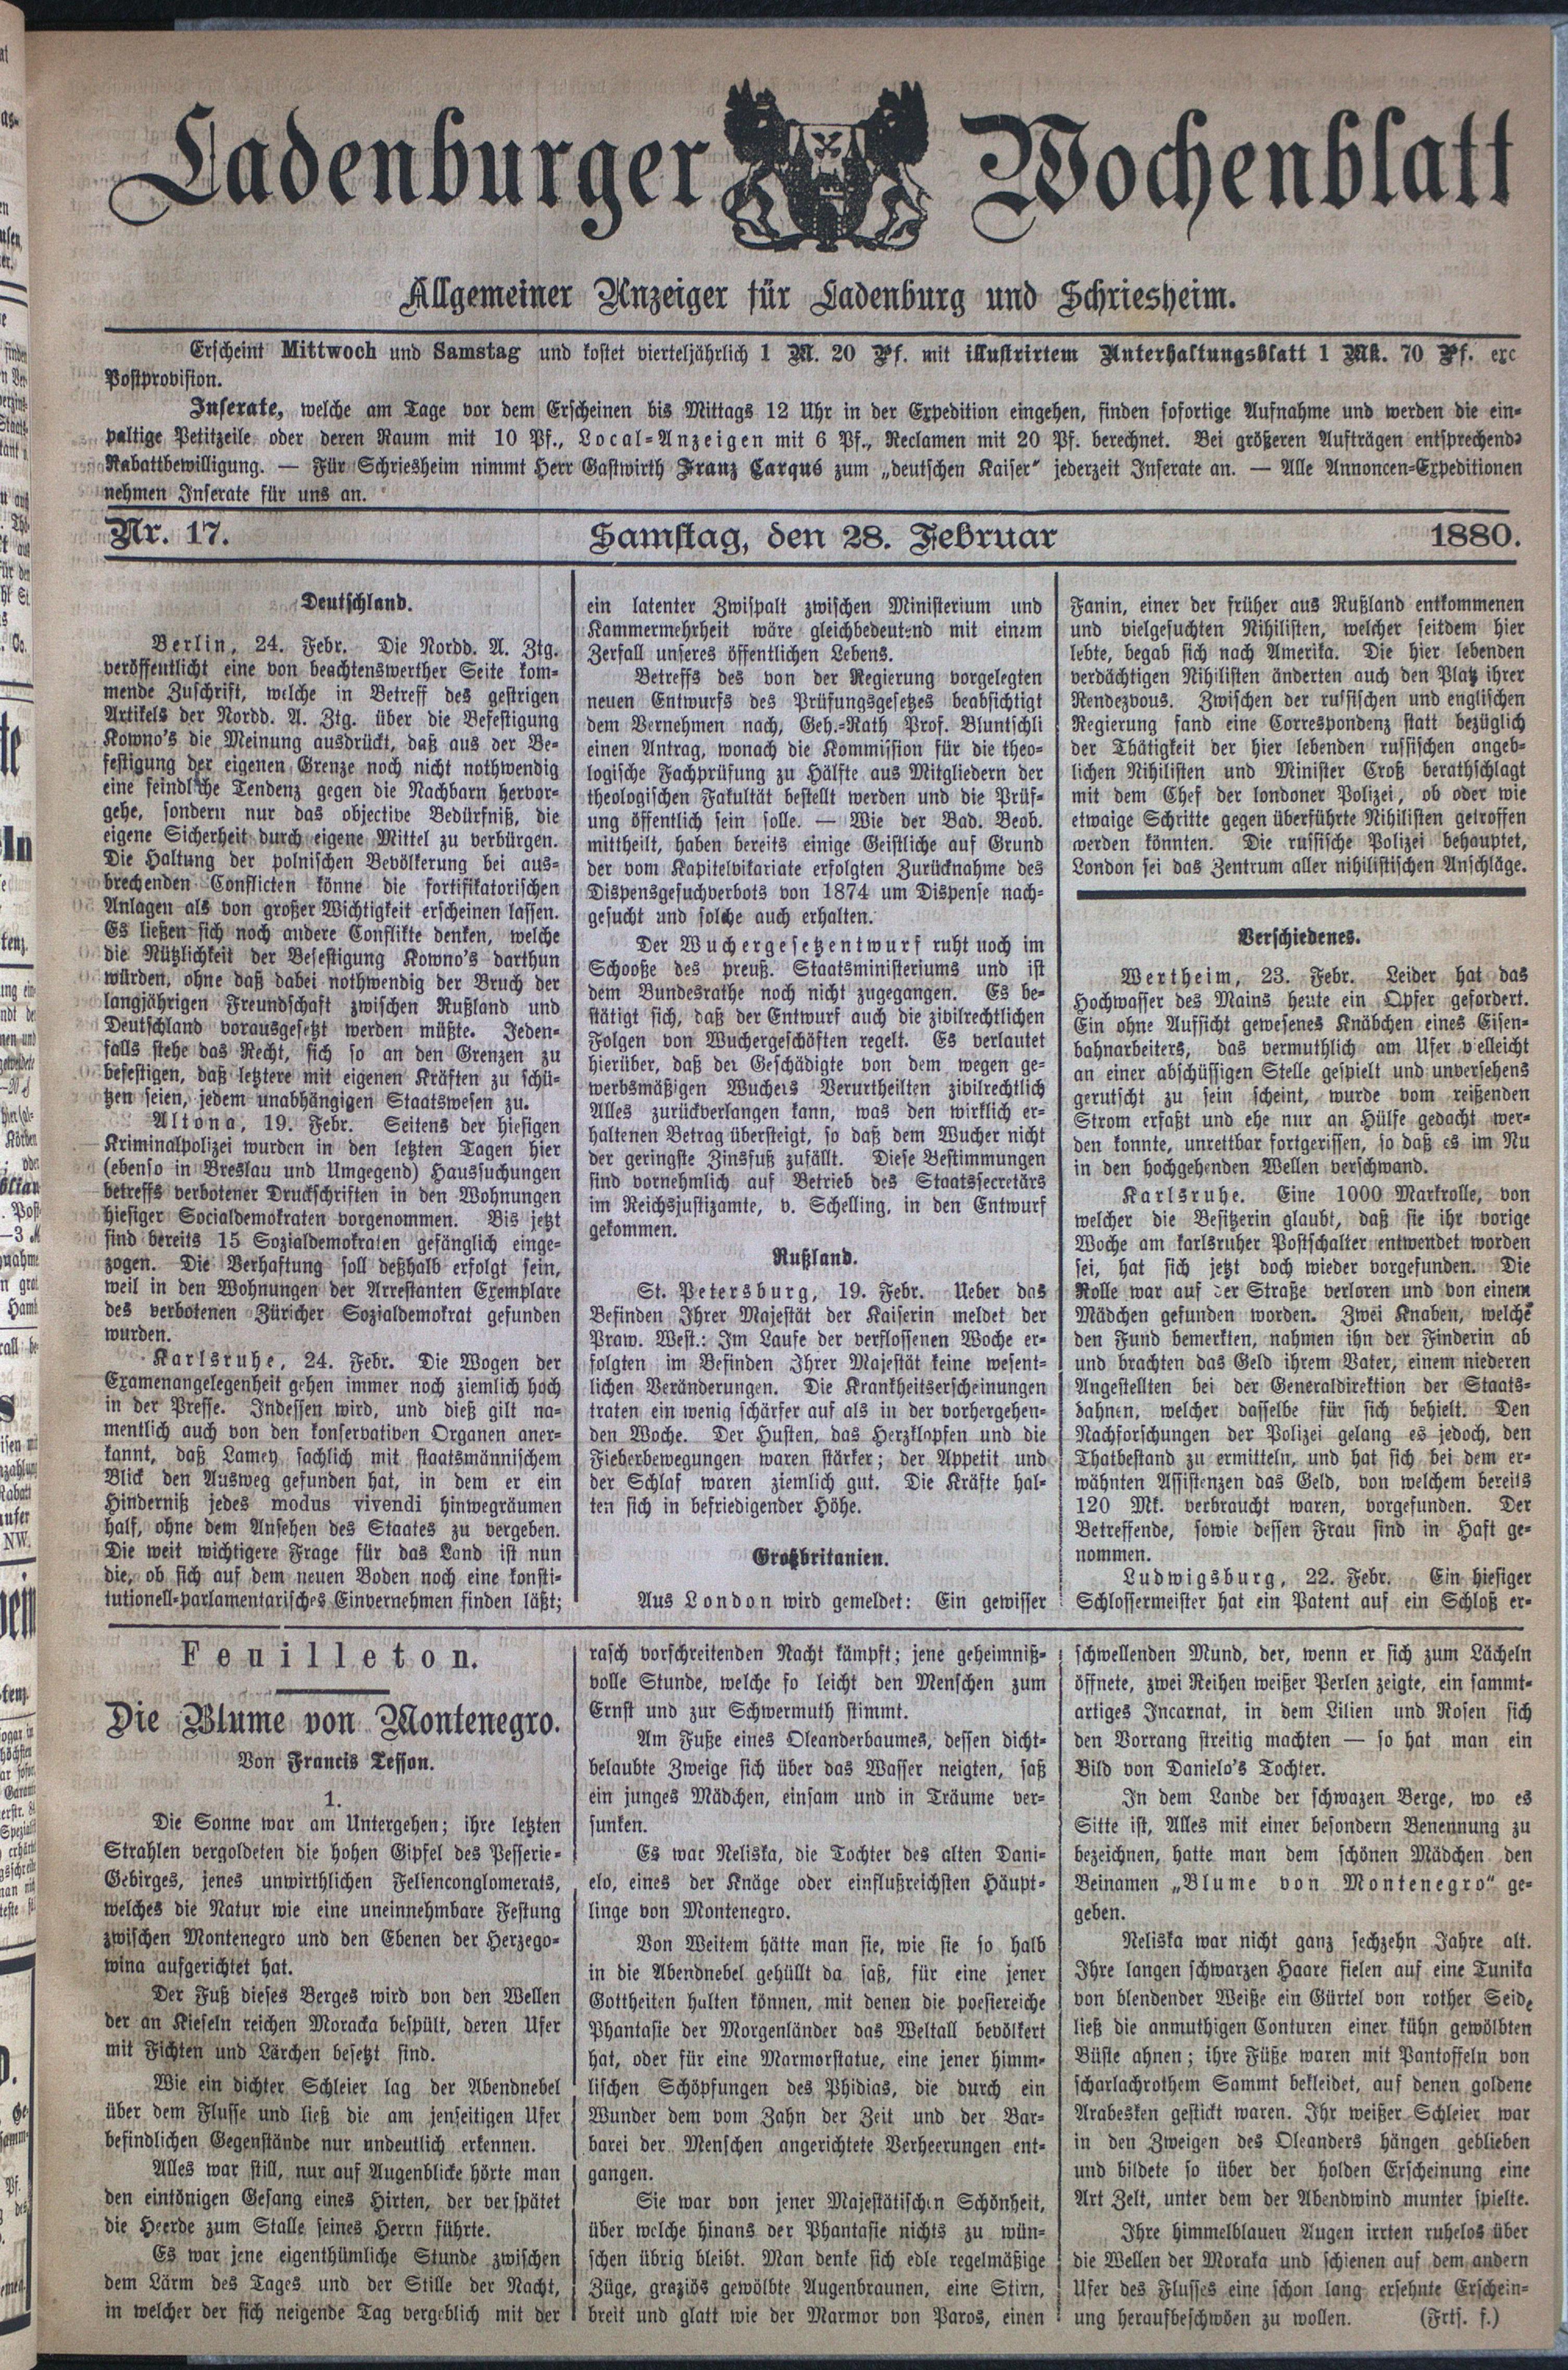 Ladenburger Wochenblatt
Allgemeiner Anzeiger für Ladenburg und Schriesheim.
Erscheint Mittwoch und Samstag und kostet vierteljährlich 1 M. 20 Pf. mit illustrirtem Unterhaltungsblatt 1 Mk. 70 Pf. exc
Postprovision.
Inserate, welche am Tage vor dem Erscheinen bis Mittags 12 Uhr in der Expedition eingehen, finden sofortige Aufnahme und werden die ein-
paltige Petitzeile oder deren Raum mit 10 Pf., Local-Anzeigen mit 6 Pf., Reclamen mit 20 Pf. berechnet. Bei größeren Aufträgen entsprechend
Rabattbewilligung. — Für Schriesheim nimmt Herr Gastwirth Franz Carqus zum „deutschen Kaiser" jederzeit Inserate an. — Alle Annoncen-Expeditionen
nehmen Inserate für uns an.
Nr. 17. Samstag, den 28. Februar 1880.
Deutschland.
Berlin, 24. Febr. Die Nordd. A. Ztg.
veröffentlicht eine von beachtenswerther Seite kom-
mende Zuschrift, welche in Betreff des gestrigen
Artikels der Nordd. A. Ztg. über die Befestigung
Kowno's die Meinung ausdrückt, daß aus der Be-
festigung der eigenen Grenze noch nicht nothwendig
eine feindliche Tendenz gegen die Nachbarn hervor-
gehe, sondern nur das objective Bedürfniß, die
eigene Sicherheit durch eigene Mittel zu verbürgen.
Die Haltung der polnischen Bevölkerung bei aus-
brechenden Conflicten könne die fortifikatorischen
Anlagen als von großer Wichtigkeit erscheinen lassen.
Es ließen sich noch andere Conflikte denken, welche
die Nützlichkeit der Befestigung Kowno's darthun
würden, ohne daß dabei nothwendig der Bruch der
langjährigen Freundschaft zwischen Rußland und
Deutschland vorausgesetzt werden müßte. Jeden-
falls stehe das Recht, sich so an den Grenzen zu
befestigen, daß letztere mit eigenen Kräften zu schü-
tzen seien, jedem unabhängigen Staatswesen zu.
Altona, 19. Febr. Seitens der hiesigen
Kriminalpolizei wurden in den letzten Tagen hier
(ebenso in Breslau und Umgegend) Haussuchungen
betreffs verbotener Druckschriften in den Wohnungen
hiesiger Socialdemokraten vorgenommen. Bis jetzt
sind bereits 15 Sozialdemokraten gefänglich einge-
zogen. Die Verhaftung soll deßhalb erfolgt sein,
weil in den Wohnungen der Arrestanten Exemplare
des verbotenen Züricher Sozialdemokrat gefunden
wurden.
Karlsruhe, 24. Febr. Die Wogen der
Examenangelegenheit gehen immer noch ziemlich hoch
in der Presse. Indessen wird, und dieß gilt na-
mentlich auch von den konservativen Organen aner-
kannt, daß Lamey sachlich mit staatsmännischem
Blick den Ausweg gefunden hat, in dem er ein
Hinderniß jedes modus vivendi hinwegräumen
half, ohne dem Ansehen des Staates zu vergeben.
Die weit wichtigere Frage für das Land ist nun
die, ob sich auf dem neuen Boden noch eine konsti-
tutionell-parlamentarisches Einvernehmen finden läßt;
ein latenter Zwispalt zwischen Ministerium und
Kammermehrheit wäre gleichbedeutend mit einem
Zerfall unseres öffentlichen Lebens.
Betreffs des von der Regierung vorgelegten
neuen Entwurfs des Prüfungsgesetzes beabsichtigt
dem Vernehmen nach, Geh.-Rath Prof. Bluntschli
einen Antrag, wonach die Kommission für die theo-
logische Fachprüfung zu Hälfte aus Mitgliedern der
theologischen Fakultät bestellt werden und die Prüf-
ung öffentlich sein solle. — Wie der Bad. Beob.
mittheilt, haben bereits einige Geistliche auf Grund
der vom Kapitelvikariate erfolgten Zurücknahme des
Dispensgesuchverbots von 1874 um Dispense nach-
gesucht und solche auch erhalten.
Der Wuchergesetzentwurf ruht noch im
Schooße des preuß. Staatsministeriums und ist
dem Bundesrathe noch nicht zugegangen. Es be-
stätigt sich, daß der Entwurf auch die zivilrechtlichen
Folgen von Wuchergeschäften regelt. Es verlautet
hierüber, daß der Geschädigte von dem wegen ge-
werbsmäßigen Wuchers Verurtheilten zivilrechtlich
Alles zurückverlangen kann, was den wirklich er-
haltenen Betrag übersteigt, so daß dem Wucher nicht
der geringste Zinsfuß zufällt. Diese Bestimmungen
sind vornehmlich auf Betrieb des Staatssecretärs
im Reichsjustizamte, v. Schelling, in den Entwurf
gekommen.
Rußland.
St. Petersburg, 19. Febr. Ueber das
Befinden Ihrer Majestät der Kaiserin meldet der
Praw. West.: Im Laufe der verflossenen Woche er-
folgten im Befinden Ihrer Majestät keine wesent-
lichen Veränderungen. Die Krankheitserscheinungen
traten ein wenig schärfer auf als in der vorhergehen-
den Woche. Der Husten, das Herzklopfen und die
Fieberbewegungen waren stärker; der Appetit und
der Schlaf waren ziemlich gut. Die Kräfte hal-
ten sich in befriedigender Höhe.
Großbritanien.
Aus London wird gemeldet: Ein gewisser
Fanin, einer der früher aus Rußland entkommenen
und vielgesuchten Nihilisten, welcher seitdem hier
lebte, begab sich nach Amerika. Die hier lebenden
verdächtigen Nihilisten änderten auch den Platz ihrer
Rendezvous. Zwischen der russischen und englischen
Regierung fand eine Correspondenz statt bezüglich
der Thätigkeit der hier lebenden russischen angeb-
lichen Nihilisten und Minister Croß berathschlagt
mit dem Chef der londoner Polizei, ob oder wie
etwaige Schritte gegen überführte Nihilisten getroffen
werden könnten. Die russische Polizei behauptet,
London sei das Zentrum aller nihilistischen Anschläge.
Verschiedenes.
Wertheim, 23. Febr. Leider hat das
Hochwasser des Mains heute ein Opfer gefordert.
Ein ohne Aufsicht gewesenes Knäbchen eines Eisen-
bahnarbeiters, das vermuthlich am Ufer vielleicht
an einer abschüssigen Stelle gespielt und unversehens
gerutscht zu sein scheint, wurde vom reißenden
Strom erfaßt und ehe nur an Hülfe gedacht wer-
den konnte, unrettbar fortgerissen, so daß es im Nu
in den hochgehenden Wellen verschwand.
Karlsruhe. Eine 1000 Markrolle, von
welcher die Besitzerin glaubt, daß sie ihr vorige
Woche am karlsruher Postschalter entwendet worden
sei, hat sich jetzt doch wieder vorgefunden. Die
Rolle war auf der Straße verloren und von einem
Mädchen gefunden worden. Zwei Knaben, welche
den Fund bemerkten, nahmen ihn der Finderin ab
und brachten das Geld ihrem Vater, einem niederen
Angestellten bei der Generaldirektion der Staats-
bahnen, welcher dasselbe für sich behielt. Den
Nachforschungen der Polizei gelang es jedoch, den
Thatbestand zu ermitteln, und hat sich bei dem er-
wähnten Assistenzen das Geld, von welchem bereits
120 Mk. verbraucht waren, vorgefunden. Der
Betreffende, sowie dessen Frau sind in Haft ge-
nommen.
Ludwigsburg, 22. Febr. Ein hiesiger
Schlossermeister hat ein Patent auf ein Schloß er-
Feuilleton.
Die Blume von Montenegro.
Von Francis Tesson.
1.
Die Sonne war am Untergehen; ihre letzten
Strahlen vergoldeten die hohen Gipfel des Pesserie-
Gebirges, jenes unwirthlichen Felsenconglomerats,
welches die Natur wie eine uneinnehmbare Festung
zwischen Montenegro und den Ebenen der Herzego-
wina aufgerichtet hat.
Der Fuß dieses Berges wird von den Wellen
der an Kieseln reichen Moracka bespült, deren Ufer
mit Fichten und Lärchen besetzt sind.
Wie ein dichter Schleier lag der Abendnebel
über dem Flusse und ließ die am jenseitigen Ufer
befindlichen Gegenstände nur undeutlich erkennen.
Alles war still, nur auf Augenblicke hörte man
den eintönigen Gesang eines Hirten, der verspätet
die Heerde zum Stalle seines Herrn führte.
Es war jene eigenthümliche Stunde zwischen
dem Lärm des Tages und der Stille der Nacht,
in welcher der sich neigende Tag vergeblich mit der
rasch vorschreitenden Nacht kämpft; jene geheimniß-
volle Stunde, welche so leicht den Menschen zum
Ernst und zur Schwermuth stimmt.
Am Fuße eines Oleanderbaumes, dessen dicht-
belaubte Zweige sich über das Wasser neigten, saß
ein junges Mädchen, einsam und in Träume ver-
sunken.
Es war Neliska, die Tochter des alten Dani-
elo, eines der Knäge oder einflußreichsten Häupt-
linge von Montenegro.
Von Weitem hätte man sie, wie sie so halb
in die Abendnebel gehüllt da saß, für eine jener
Gottheiten halten können, mit denen die poesiereiche
Phantasie der Morgenländer das Weltall bevölkert
hat, oder für eine Marmorstatue, eine jener himm-
lischen Schöpfungen des Phidias, die durch ein
Wunder dem vom Zahn der Zeit und der Bar-
barei der Menschen angerichtete Verheerungen ent-
gangen.
Sie war von jener Majestätischen Schönheit,
über welche hinans der Phantasie nichts zu wün-
schen übrig bleibt. Man denke sich edle regelmäßige
Züge, graziös gewölbte Augenbraunen, eine Stirn,
breit und glatt wie der Marmor von Paros, einen
schwellenden Mund, der, wenn er sich zum Lächeln
öffnete, zwei Reihen weißer Perlen zeigte, ein sammt-
artiges Incarnat, in dem Lilien und Rosen sich
den Vorrang streitig machten — so hat man ein
Bild von Danielo's Tochter.
In dem Lande der schwazen Berge, wo es
Sitte ist, Alles mit einer besondern Benennung zu
bezeichnen, hatte man dem schönen Mädchen den
Beinamen „Blume von Montenegro" ge-
geben.
Neliska war nicht ganz sechzehn Jahre alt.
Ihre langen schwarzen Haare fielen auf eine Tunika
von blendender Weiße ein Gürtel von rother Seide
ließ die anmuthigen Conturen einer kühn gewölbten
Büste ahnen; ihre Füße waren mit Pantoffeln von
scharlachrothem Sammt bekleidet, auf denen goldene
Arabesken gestickt waren. Ihr weißer Schleier war
in den Zweigen des Oleanders hängen geblieben
und bildete so über der holden Erscheinung eine
Art Zelt, unter dem der Abendwind munter spielte.
Ihre himmelblauen Augen irrten ruhelos über
die Wellen der Moraka und schienen auf dem andern
Ufer des Flusses eine schon lang ersehnte Erschein-
ung heraufbeschwöen zu wollen. (Frts. f.)